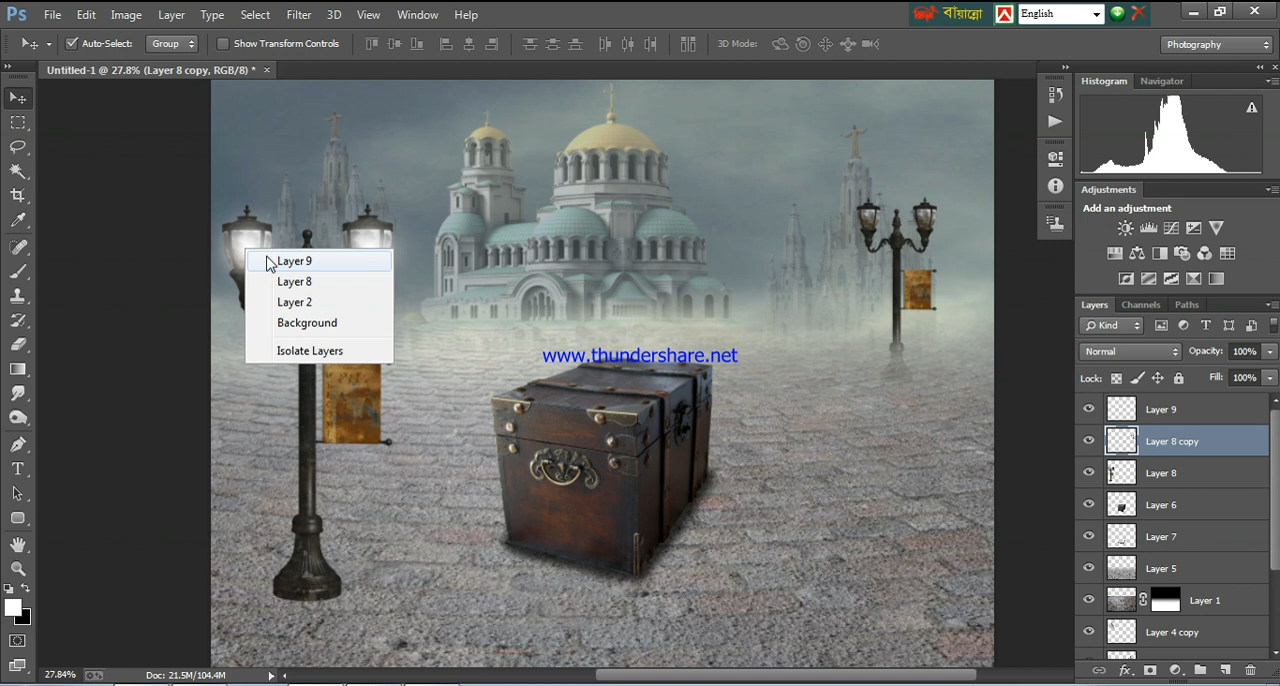 Ps File Edit Image Layer Type Select Filter 3D View Window Help
বায়ান্নো English
Auto-Select: Group Show Transform Controls 3D Mode: Photography
Untitled-1 @ 27.8% (Layer 8 copy, RGB/8) * ×
Histogram Navigator
Adjustments
Add an adjustment
Layers Channels Paths
Kind
Normal Opacity: 100%
Lock: Fill: 100%
Layer 9
Layer 8 copy
Layer 8
Layer 6
Layer 7
Layer 5
Layer 1
Layer 4 copy
Layer 9
Layer 8
Layer 2
Background
Isolate Layers
www.thundershare.net
27.84% Doc: 21.5M/104.4M